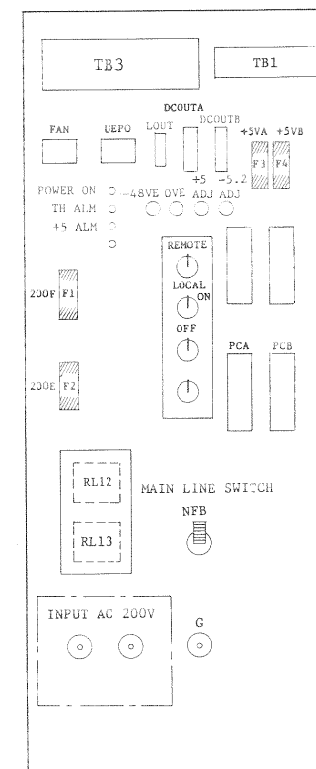 TB3
TB1
DCOUTA
DCOUTB
FAN
UEPO
LOUT
+5VA
+5VB
+5
-5.2
F3
F4
POWER ON
-48VE
OVE
ADJ
ADJ
TH ALM
+5 ALM
REMOTE
LOCAL
ON
OFF
200F
F1
PCA
PCB
200E
F2
RL12
MAIN LINE SWITCH
NFB
RL13
INPUT AC 200V
G